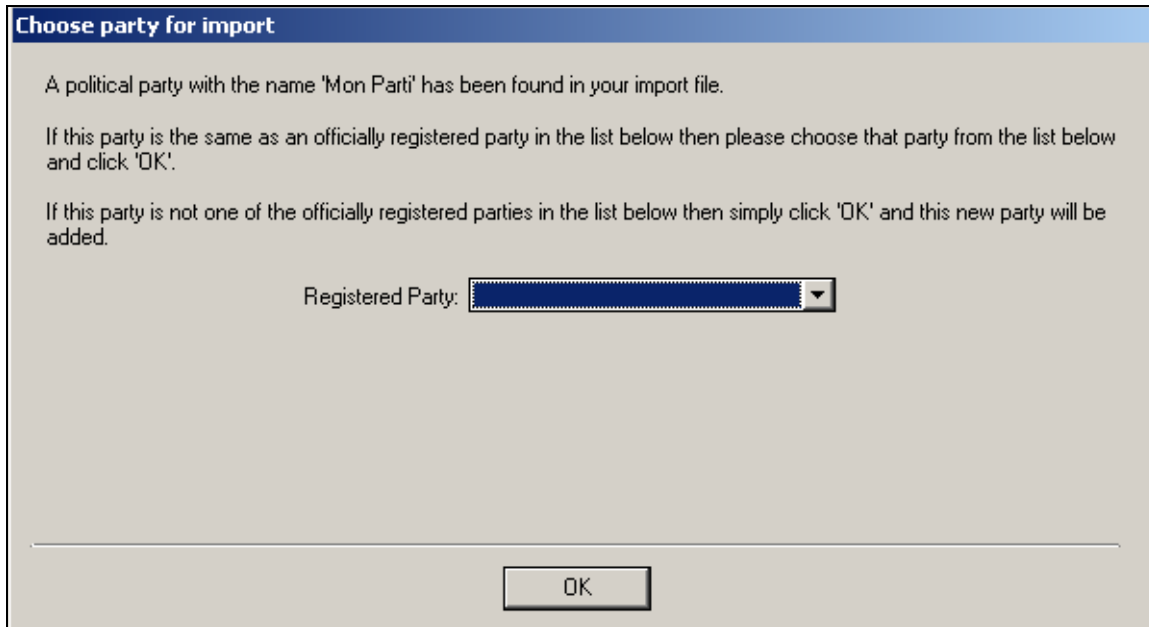 Choose party for import
A political party with the name 'Mon Parti' has been found in your import file.
If this party is the same as an officially registered party in the list below then please choose that party from the list below
and click 'OK'.
If this party is not one of the officially registered parties in the list below then simply click 'OK' and this new party will be
added.
Registered Party:
OK